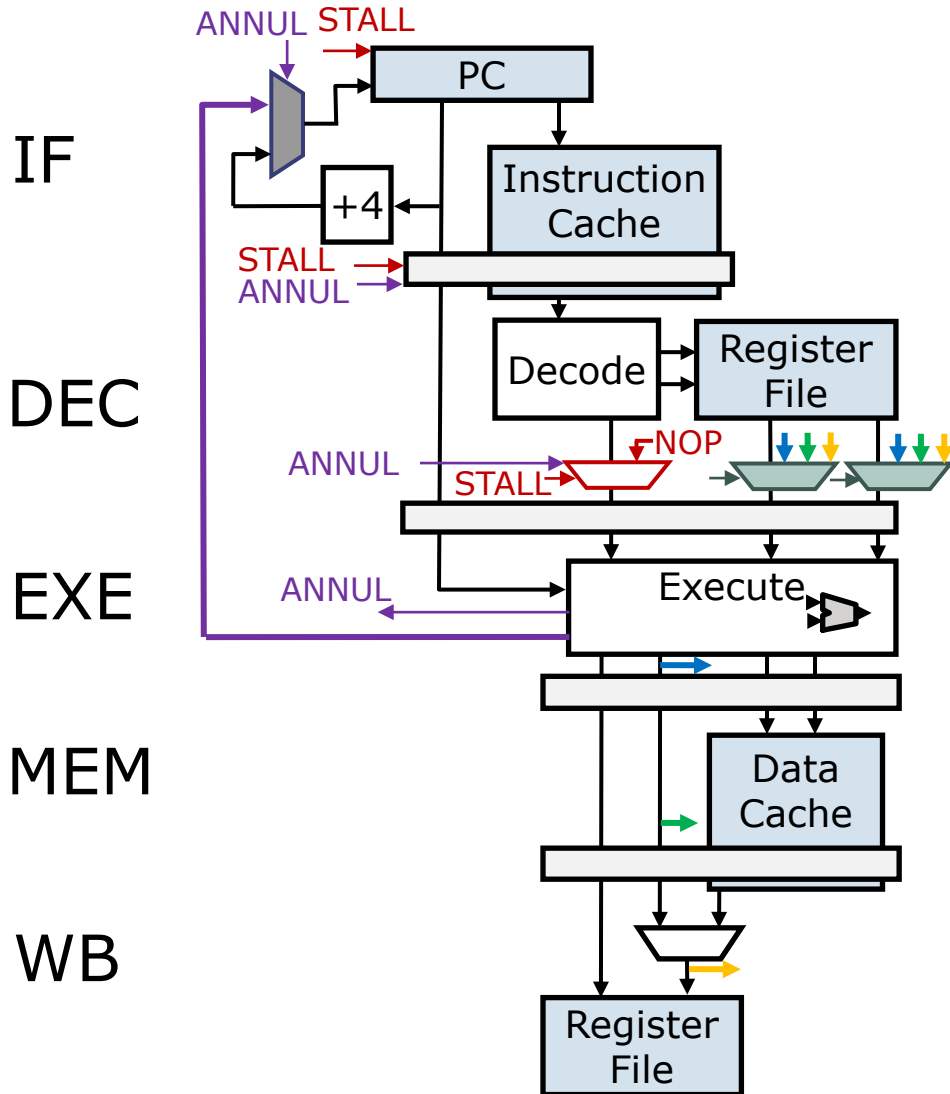 ANNUL
STALL
PC
IF
Instruction
Cache
+4
STALL
ANNUL
Decode
Register
File
DEC
NOP
ANNUL
STALL
EXE
Execute
ANNUL
MEM
Data
Cache
WB
Register
File